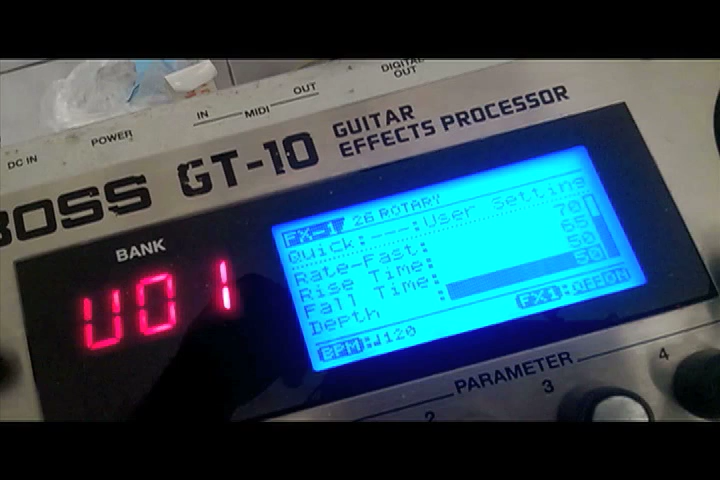 DC IN
POWER
IN MIDI OUT
DIGITAL OUT
BOSS GT-10 GUITAR EFFECTS PROCESSOR
BANK
U01
FX-1 26 ROTARY
Quick: ---: User Setting
Rate-Fast: 70
Rise Time: 65
Fall Time: 50
Depth : 50
BPM:♩120
FX1:OFF ON
PARAMETER
2
3
4